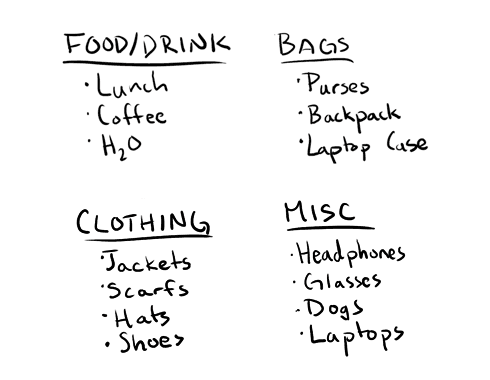 FOOD/DRINK
· Lunch
· Coffee
· H₂O
BAGS
· Purses
· Backpack
· Laptop Case
CLOTHING
· Jackets
· Scarfs
· Hats
· Shoes
MISC
· Headphones
· Glasses
· Dogs
· Laptops